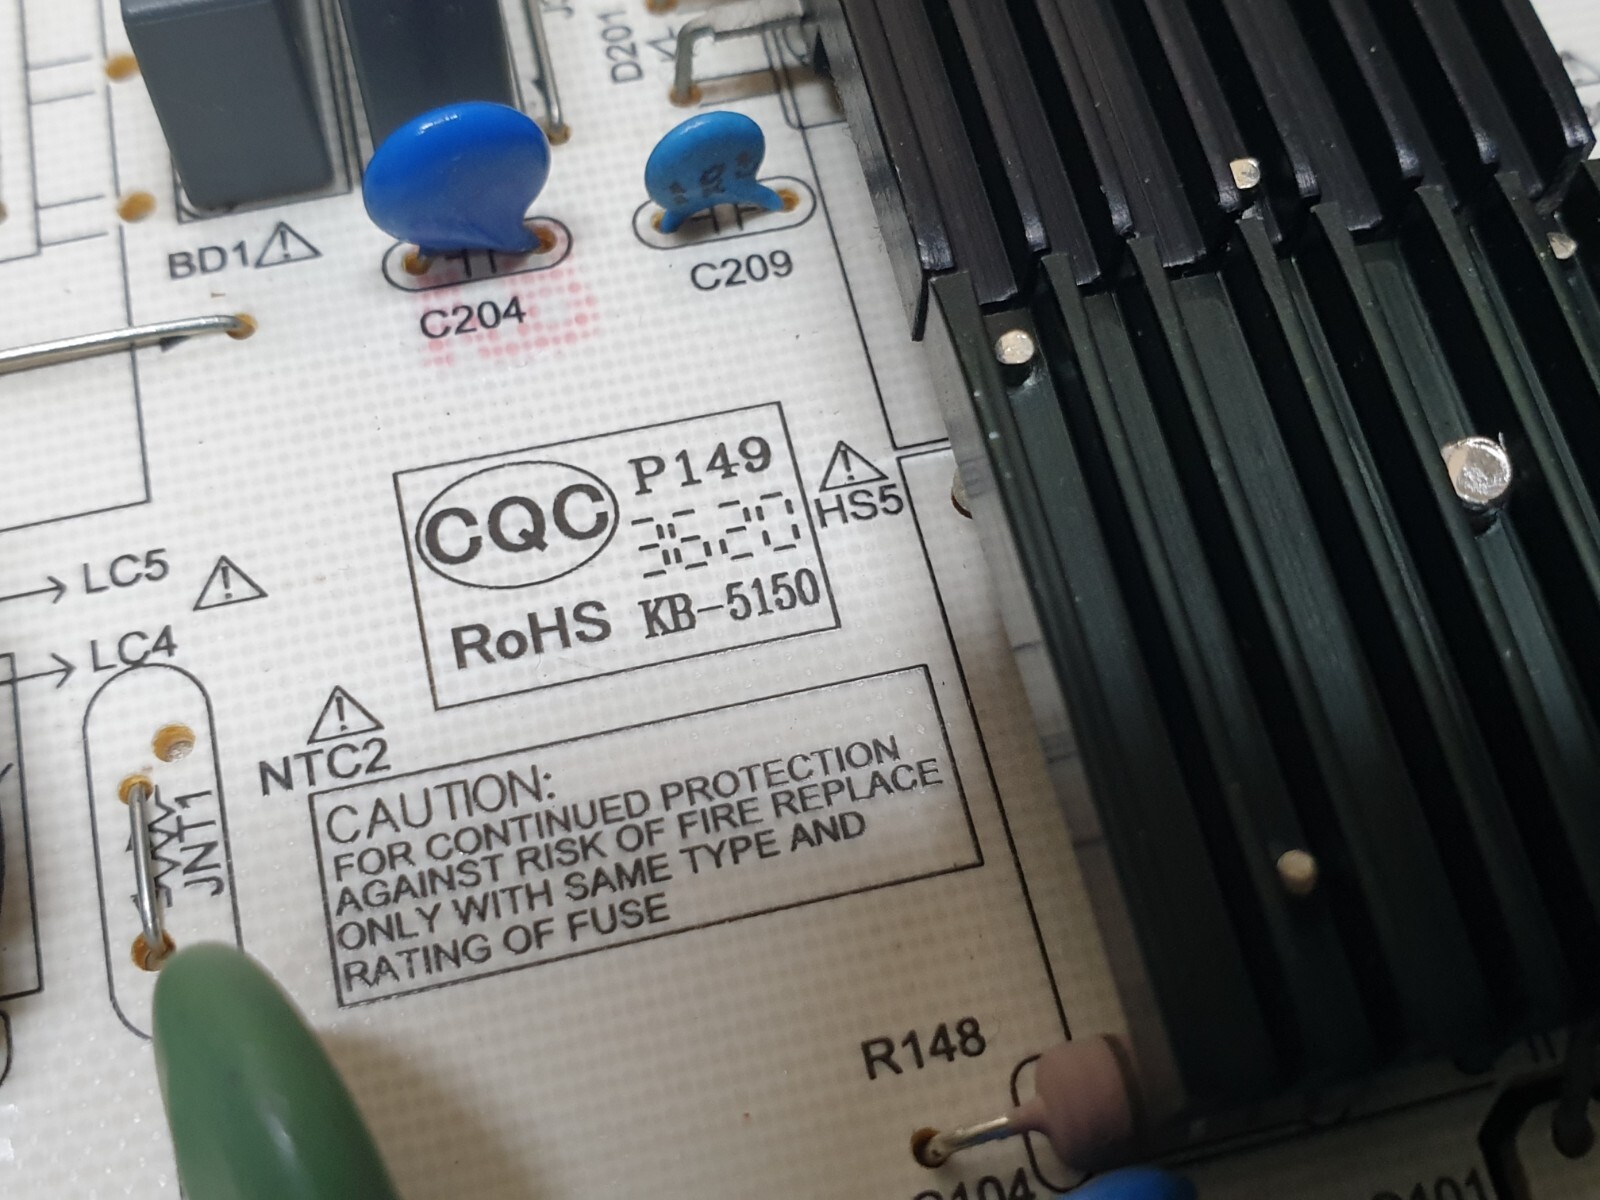 D201
BD1
C204
C209
CQC
P149
RoHS
KB-5150
HS5
LC5
LC4
NTC2
JNT1
CAUTION:
FOR CONTINUED PROTECTION
AGAINST RISK OF FIRE REPLACE
ONLY WITH SAME TYPE AND
RATING OF FUSE
R148